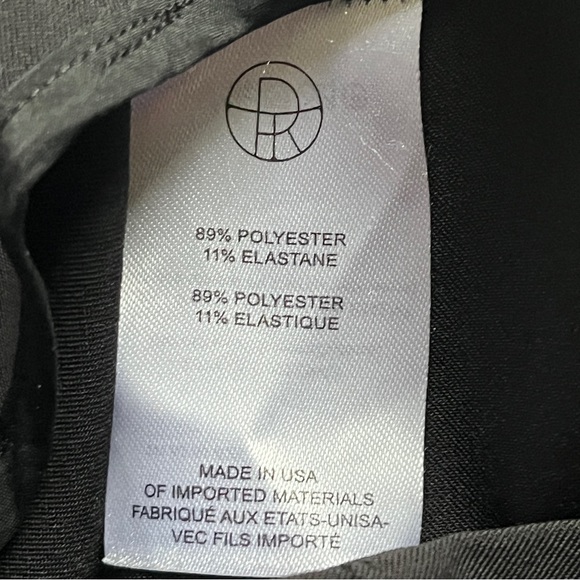 89% POLYESTER
11% ELASTANE
89% POLYESTER
11% ELASTIQUE
MADE IN USA
OF IMPORTED MATERIALS
FABRIQUÉ AUX ETATS-UNISA-
VEC FILS IMPORTÉ